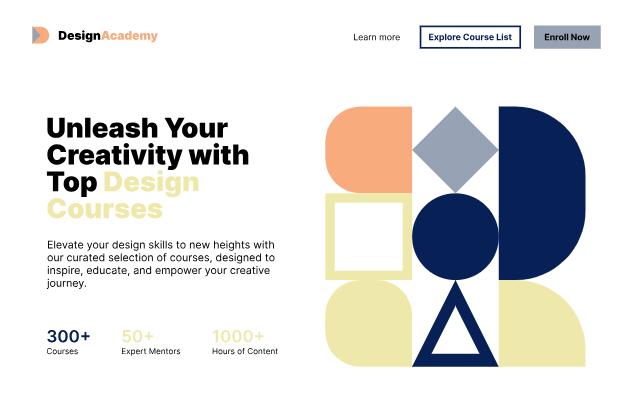 DesignAcademy
Learn more
Explore Course List
Enroll Now
Unleash Your
Creativity with
Top Design
Courses
Elevate your design skills to new heights with
our curated selection of courses, designed to
inspire, educate, and empower your creative
journey.
300+
Courses
50+
Expert Mentors
1000+
Hours of Content